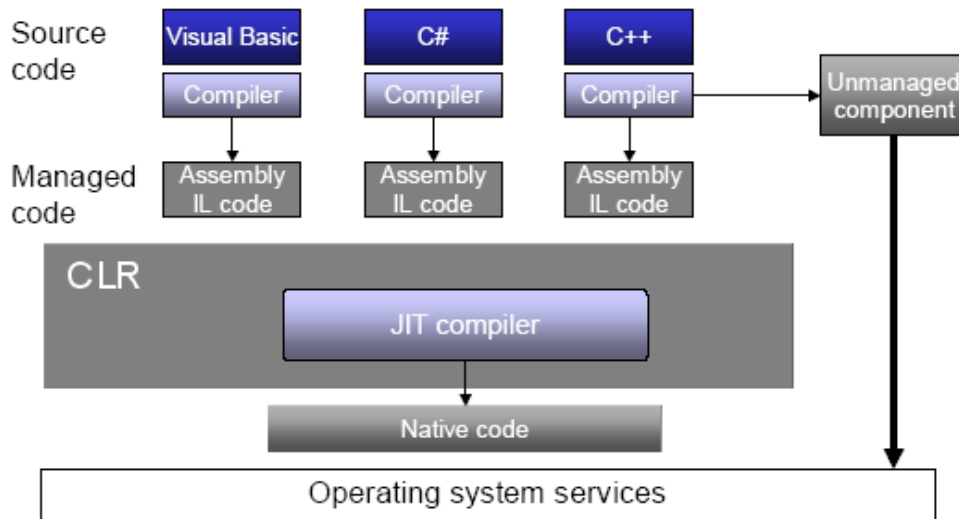 Source
code
Visual Basic
C#
C++
Compiler
Compiler
Compiler
Unmanaged
component
Managed
code
Assembly
IL code
Assembly
IL code
Assembly
IL code
CLR
JIT compiler
Native code
Operating system services